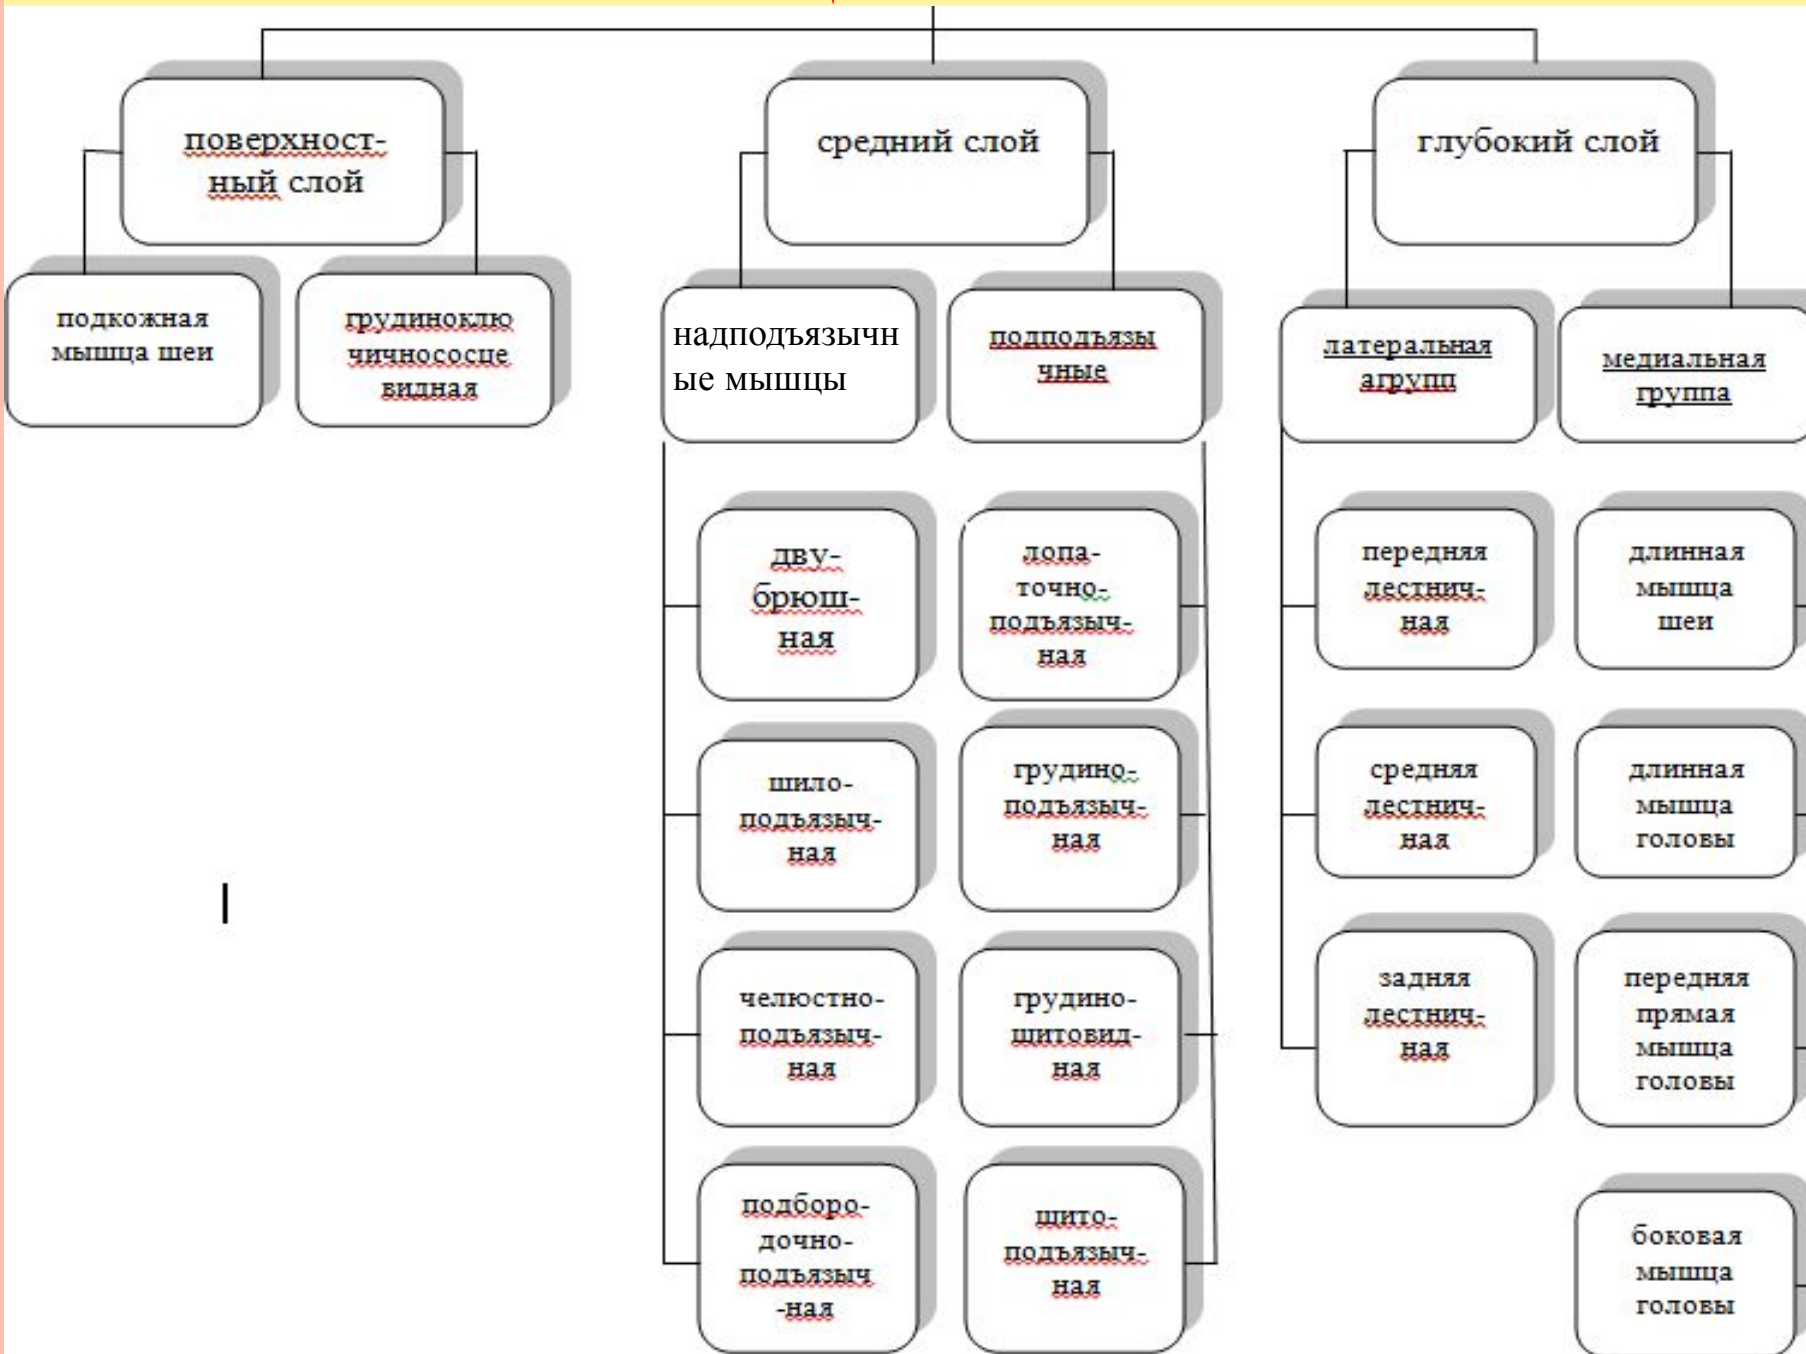 поверхност-
ный слой
средний слой
глубокий слой
подкожная
мышца шеи
грудиноклю
чичнососце
видная
надподъязычн
ые мышцы
подподъязы
чные
латеральная
агрупп
медиальная
группа
дву-
брюш-
ная
лопа-
точно-
подъязыч-
ная
передняя
лестнич-
ная
длинная
мышца
шеи
шило-
подъязыч-
ная
грудино-
подъязыч-
ная
средняя
лестнич-
ная
длинная
мышца
головы
челюстно-
подъязыч-
ная
грудино-
щитовид-
ная
задняя
лестнич-
ная
передняя
прямая
мышца
головы
подборо-
дочно-
подъязыч
-ная
щито-
подъязыч-
ная
боковая
мышца
головы